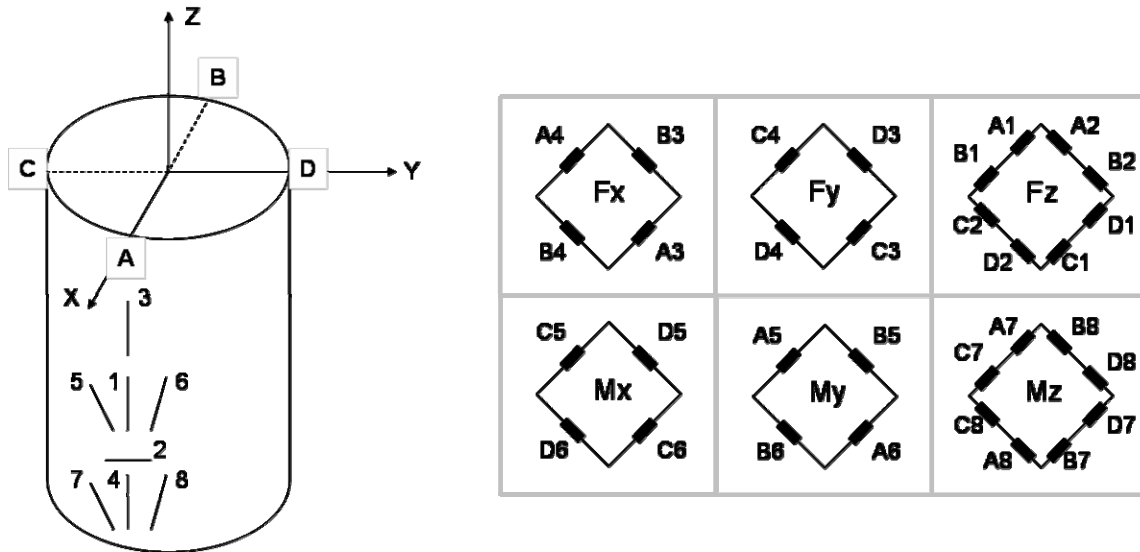 Z
B
C
D
Y
A
X
3
5
1
6
2
7
4
8
A4
B3
Fx
B4
A3
C4
D3
Fy
D4
C3
A1
A2
B1
B2
Fz
C2
D1
D2
C1
C5
D5
Mx
D6
C6
A5
B5
My
B6
A6
A7
B8
C7
D8
Mz
C8
D7
A8
B7